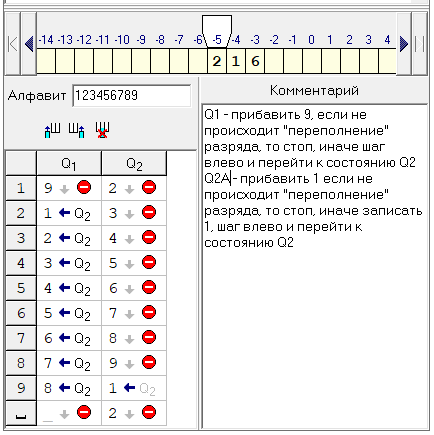 -14 -13 -12 -11 -10 -9 -8 -7 -6 -5 -4 -3 -2 -1 0 1 2 3 4
2 1 6
Алфавит 123456789
Ш Ш Ш
Q1 Q2
1 9 2
2 1 Q2 3
3 2 Q2 4
4 3 Q2 5
5 4 Q2 6
6 5 Q2 7
7 6 Q2 8
8 7 Q2 9
9 8 Q2 1 Q2
_ 2
Комментарий
Q1 - прибавить 9, если не
происходит "переполнение"
разряда, то стоп, иначе шаг
влево и перейти к состоянию Q2
Q2A - прибавить 1 если не
происходит "переполнение"
разряда, то стоп, иначе записать
1, шаг влево и перейти к
состоянию Q2